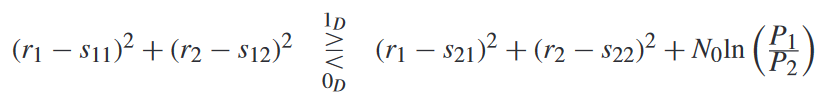 (r₁ − s₁₁)² + (r₂ − s₁₂)² 1_D ≷ 0_D (r₁ − s₂₁)² + (r₂ − s₂₂)² + N₀ln (P₁/P₂)